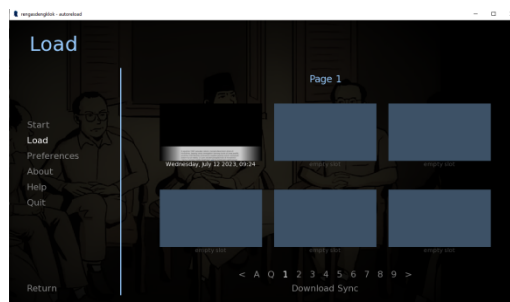 rengasdengklok - autoreload
Load
Page 1
Start
Load
Preferences
About
Help
Quit
Wednesday, July 12 2023, 09:24
empty slot
empty slot
empty slot
empty slot
empty slot
< A Q 1 2 3 4 5 6 7 8 9 >
Return
Download Sync